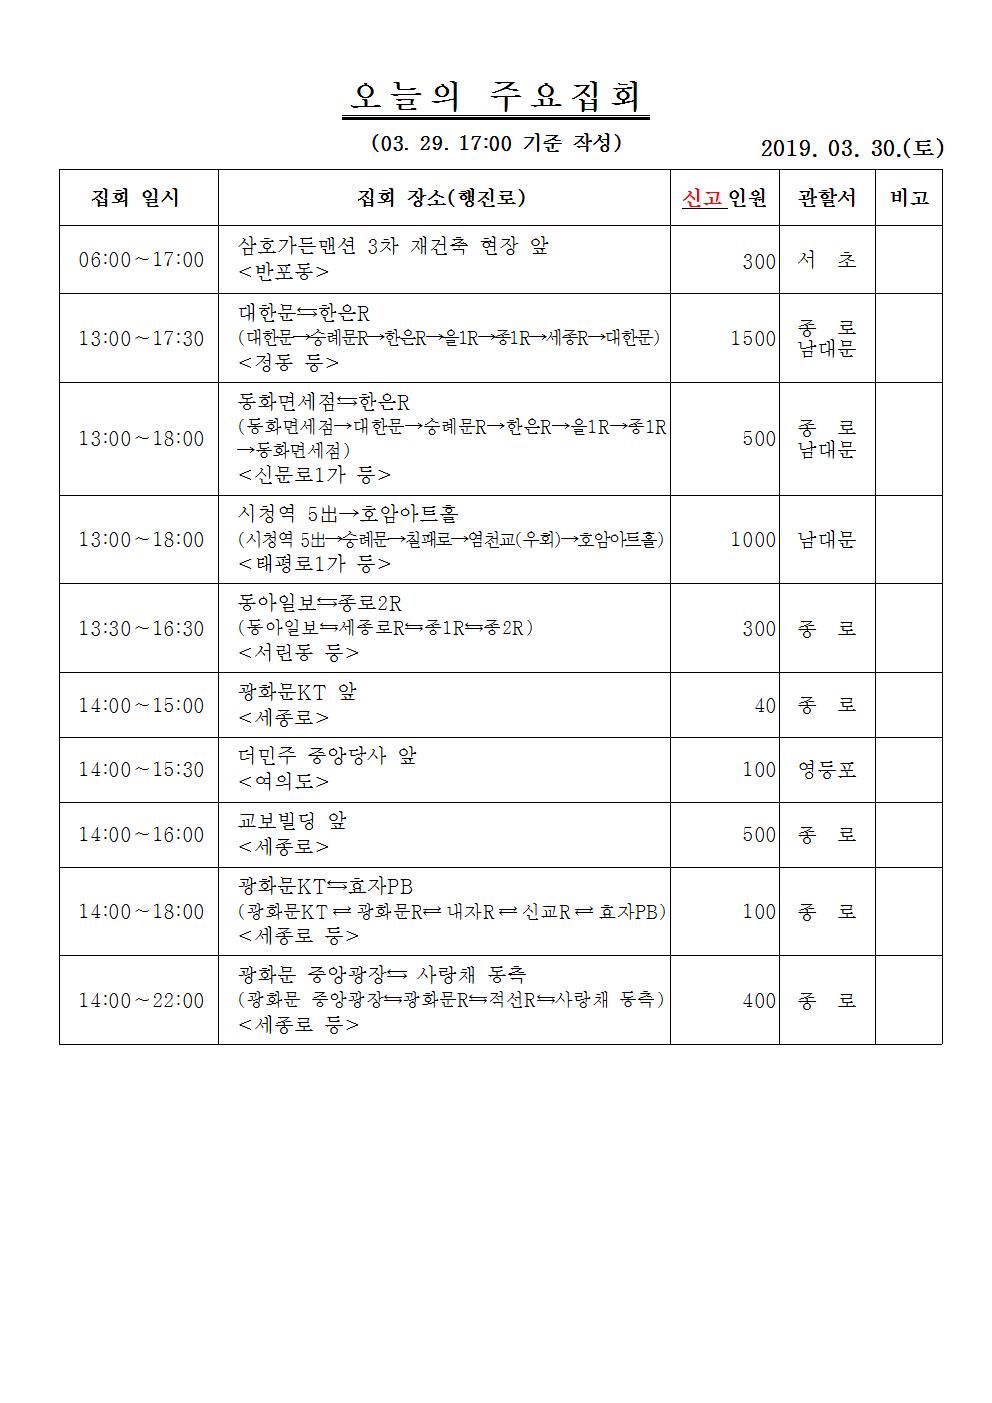 오늘의 주요집회
(03. 29. 17:00 기준 작성)
2019. 03. 30.(토)
집회 일시 집회 장소(행진로) 신고인원 관할서 비고
06:00~17:00 삼호가든맨션 3차 재건축 현장 앞 300 서 초
<반포동>
13:00~17:30 대한문⇆한은R 1500 종 로
(대한문→숭례문R→한은R→을1R→종1R→세종R→대한문) 남대문
<정동 등>
13:00~18:00 동화면세점⇆한은R 500 종 로
(동화면세점→대한문→숭례문R→한은R→을1R→종1R 남대문
→동화면세점)
<신문로1가 등>
13:00~18:00 시청역 5出→호암아트홀 1000 남대문
(시청역 5出→숭례문→칠패로→염천교(우회)→호암아트홀)
<태평로1가 등>
13:30~16:30 동아일보⇆종로2R 300 종 로
(동아일보⇆세종로R⇆종1R⇆종2R)
<서린동 등>
14:00~15:00 광화문KT 앞 40 종 로
<세종로>
14:00~15:30 더민주 중앙당사 앞 100 영등포
<여의도>
14:00~16:00 교보빌딩 앞 500 종 로
<세종로>
14:00~18:00 광화문KT⇆효자PB 100 종 로
(광화문KT ⇄ 광화문R⇄ 내자R ⇄ 신교R ⇄ 효자PB)
<세종로 등>
14:00~22:00 광화문 중앙광장⇆ 사랑채 동측 400 종 로
(광화문 중앙광장⇆광화문R⇆적선R⇆사랑채 동측)
<세종로 등>